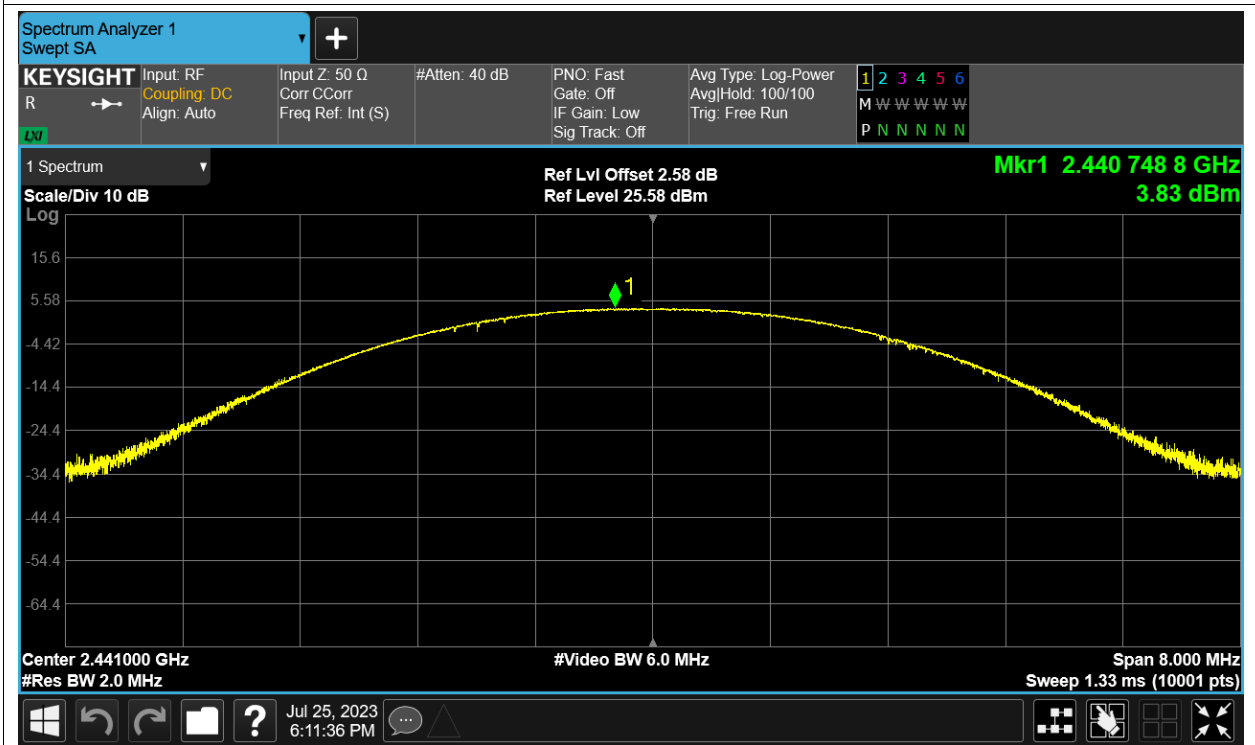 Spectrum Analyzer 1
Swept SA
KEYSIGHT
R
LXI
Input: RF
Coupling: DC
Align: Auto
Input Z: 50 Ω
Corr CCorr
Freq Ref: Int (S)
#Atten: 40 dB
PNO: Fast
Gate: Off
IF Gain: Low
Sig Track: Off
Avg Type: Log-Power
Avg|Hold: 100/100
Trig: Free Run
1 2 3 4 5 6
M W W W W W
P N N N N N
1 Spectrum
Scale/Div 10 dB
Log
Ref Lvl Offset 2.58 dB
Ref Level 25.58 dBm
Mkr1 2.440 748 8 GHz
3.83 dBm
15.6
5.58
-4.42
-14.4
-24.4
-34.4
-44.4
-54.4
-64.4
1
Center 2.441000 GHz
#Res BW 2.0 MHz
#Video BW 6.0 MHz
Span 8.000 MHz
Sweep 1.33 ms (10001 pts)
?
Jul 25, 2023
6:11:36 PM